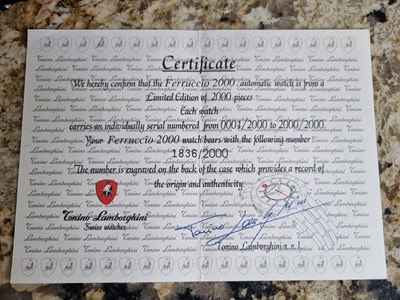 Certificate
We hereby confirm that the Ferruccio 2000, automatic watch is from a
Limited Edition of 2000 pieces
Each watch
carries an individually serial numbered from 0001/2000 to 2000/2000.
Your Ferruccio 2000 watch bears with the following number
1836/2000
The number is engraved on the back of the case which provides a record of
the origin and authenticity
Tonino Lamborghini
Swiss watches
Tonino Lamborghini s.r.l.